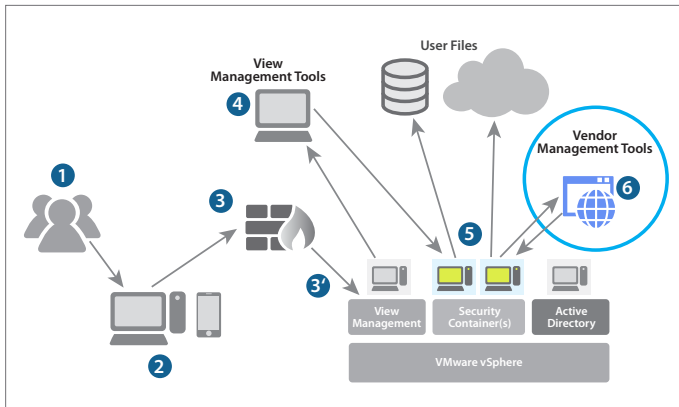 User Files
View
Management Tools
4
Vendor
Management Tools
6
1
3
5
3′
View
Management
Security
Container(s)
Active
Directory
2
VMware vSphere